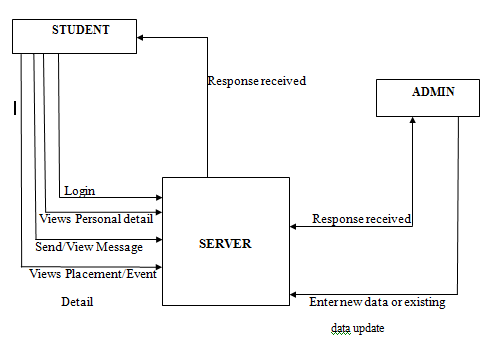 STUDENT
Response received
ADMIN
Login
Views Personal detail
Response received
SERVER
Send/View Message
Views Placement/Event
Detail
Enter new data or existing
data update